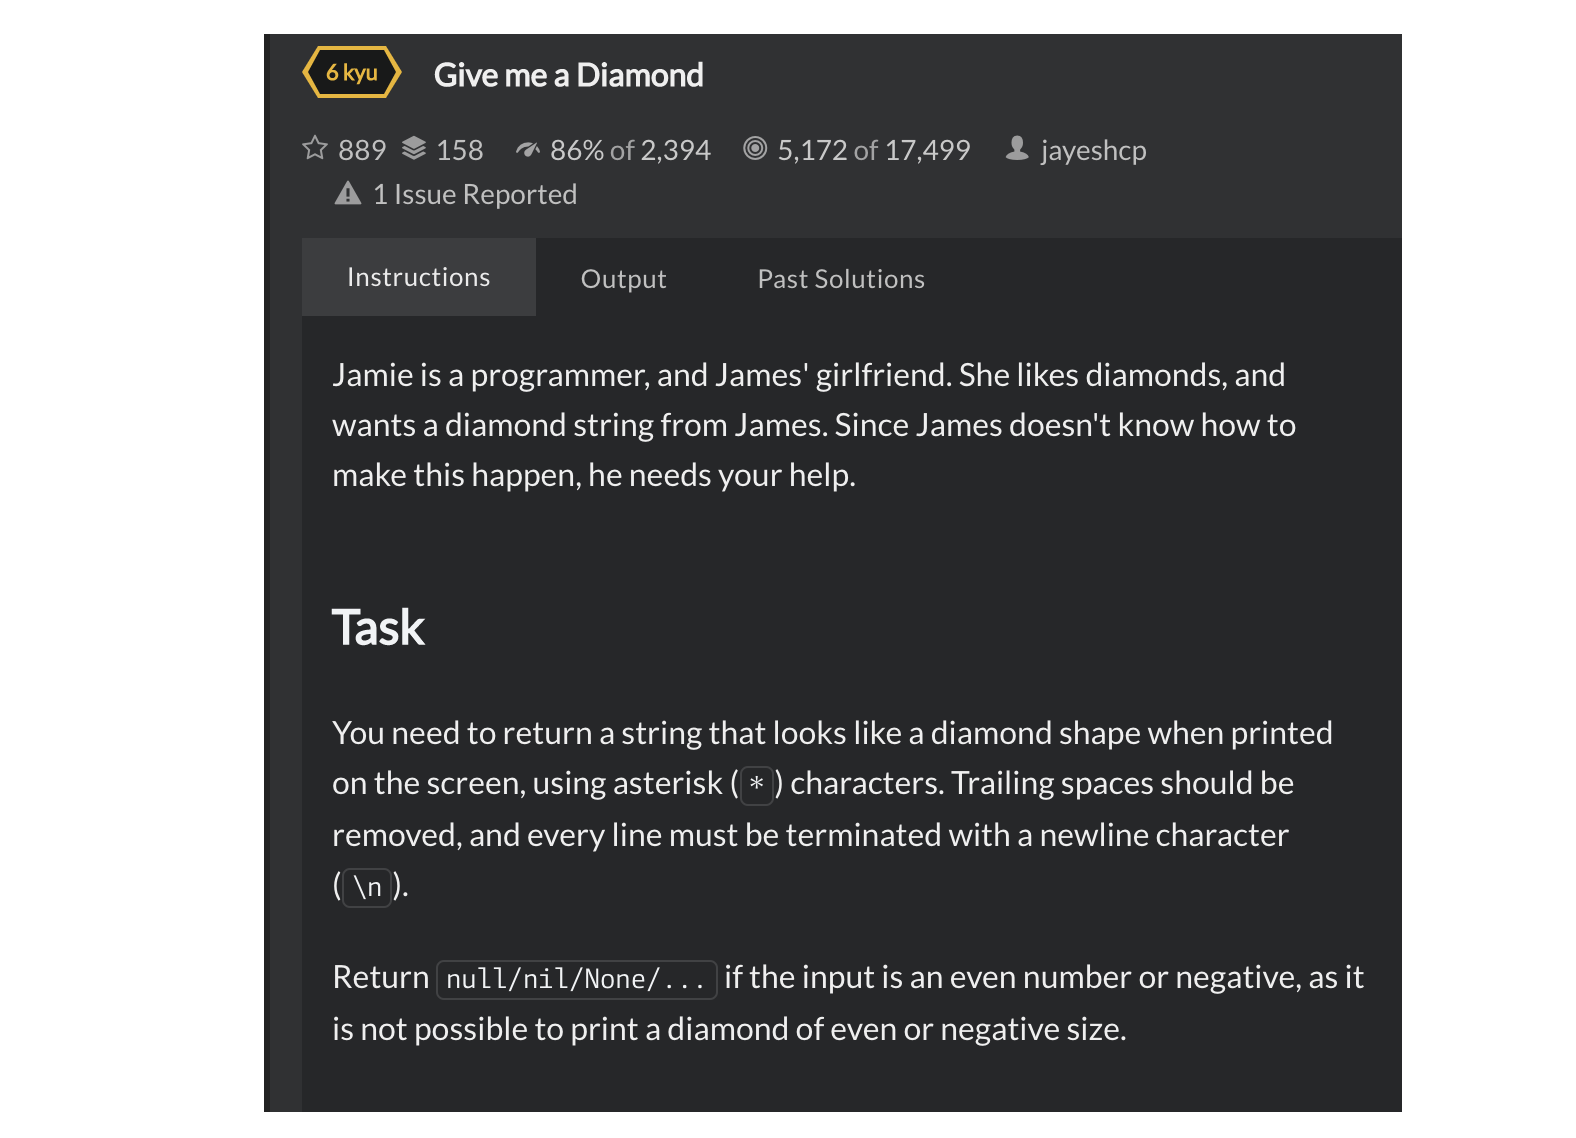 6 kyu Give me a Diamond
889 158 86% of 2,394 5,172 of 17,499 jayeshcp
1 Issue Reported
Instructions Output Past Solutions
Jamie is a programmer, and James' girlfriend. She likes diamonds, and
wants a diamond string from James. Since James doesn't know how to
make this happen, he needs your help.
Task
You need to return a string that looks like a diamond shape when printed
on the screen, using asterisk ( * ) characters. Trailing spaces should be
removed, and every line must be terminated with a newline character
( \n ).
Return null/nil/None/... if the input is an even number or negative, as it
is not possible to print a diamond of even or negative size.